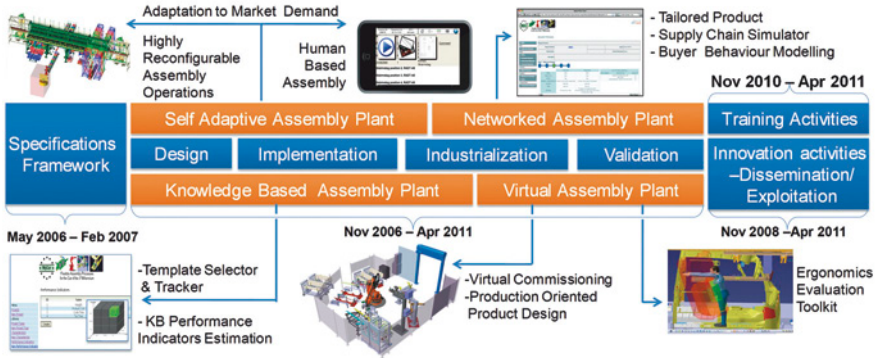 Adaptation to Market Demand
Highly
Reconfigurable
Assembly
Operations
Human
Based
Assembly
- Tailored Product
- Supply Chain Simulator
- Buyer Behaviour Modelling
Nov 2010 – Apr 2011
Specifications
Framework
Self Adaptive Assembly Plant
Networked Assembly Plant
Training Activities
Design
Implementation
Industrialization
Validation
Innovation activities
–Dissemination/
Exploitation
Knowledge Based Assembly Plant
Virtual Assembly Plant
May 2006 – Feb 2007
Nov 2006 – Apr 2011
Nov 2008 –Apr 2011
-Template Selector
& Tracker
- KB Performance
Indicators Estimation
-Virtual Commissioning
-Production Oriented
Product Design
Ergonomics
Evaluation
Toolkit